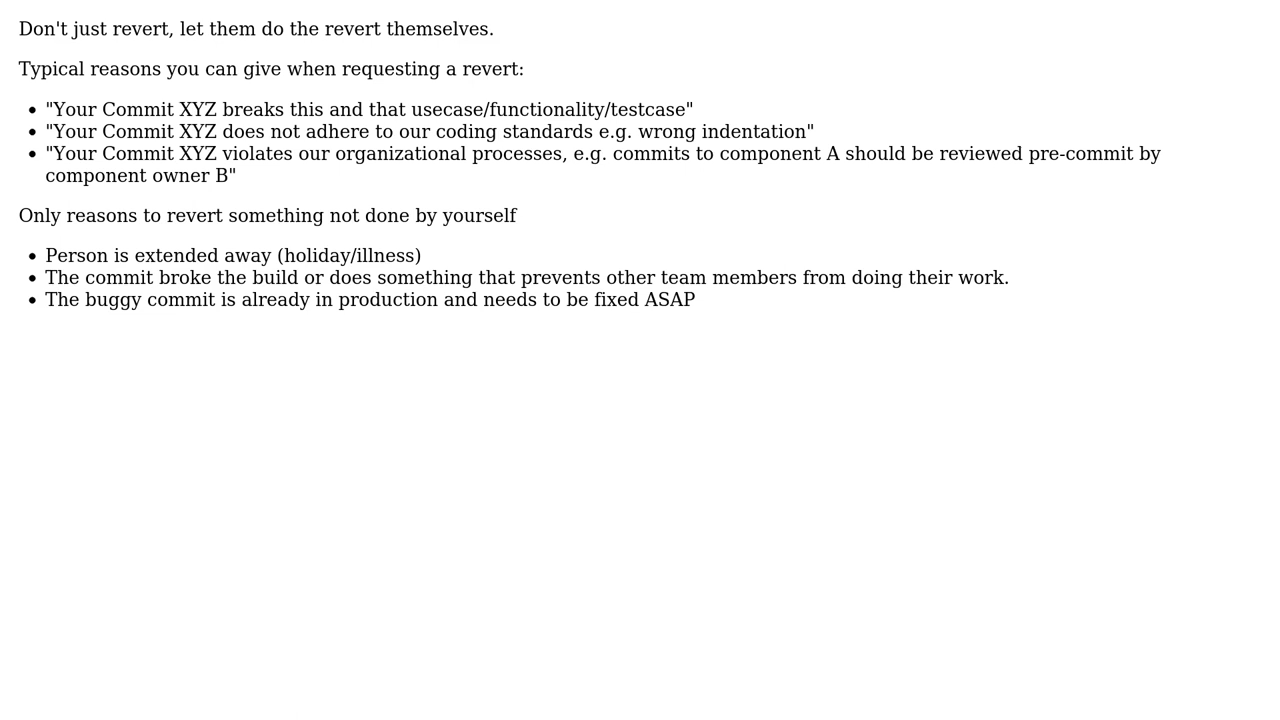 Don't just revert, let them do the revert themselves.
Typical reasons you can give when requesting a revert:
• "Your Commit XYZ breaks this and that usecase/functionality/testcase"
• "Your Commit XYZ does not adhere to our coding standards e.g. wrong indentation"
• "Your Commit XYZ violates our organizational processes, e.g. commits to component A should be reviewed pre-commit by
component owner B"
Only reasons to revert something not done by yourself
• Person is extended away (holiday/illness)
• The commit broke the build or does something that prevents other team members from doing their work.
• The buggy commit is already in production and needs to be fixed ASAP